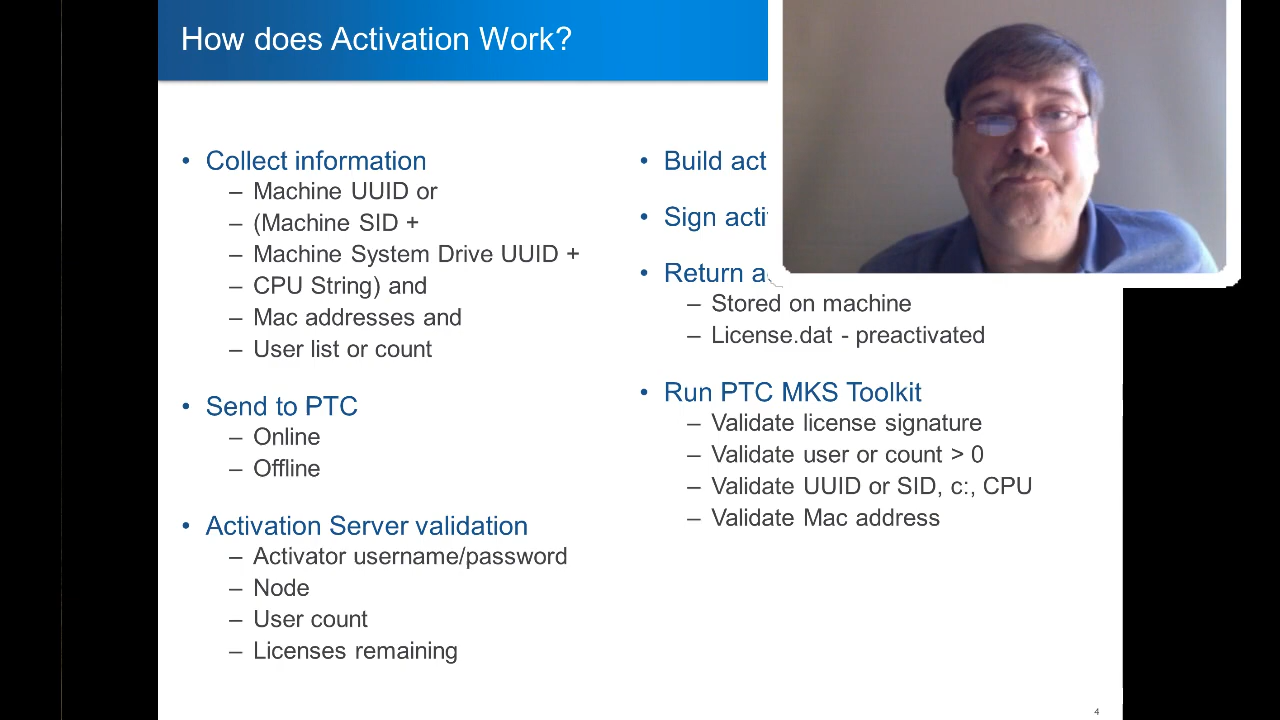 How does Activation Work?
• Collect information
– Machine UUID or
– (Machine SID +
– Machine System Drive UUID +
– CPU String) and
– Mac addresses and
– User list or count
• Send to PTC
– Online
– Offline
• Activation Server validation
– Activator username/password
– Node
– User count
– Licenses remaining
• Build
• Sign
• Return
– Stored on machine
– License.dat - preactivated
• Run PTC MKS Toolkit
– Validate license signature
– Validate user or count > 0
– Validate UUID or SID, c:, CPU
– Validate Mac address
4